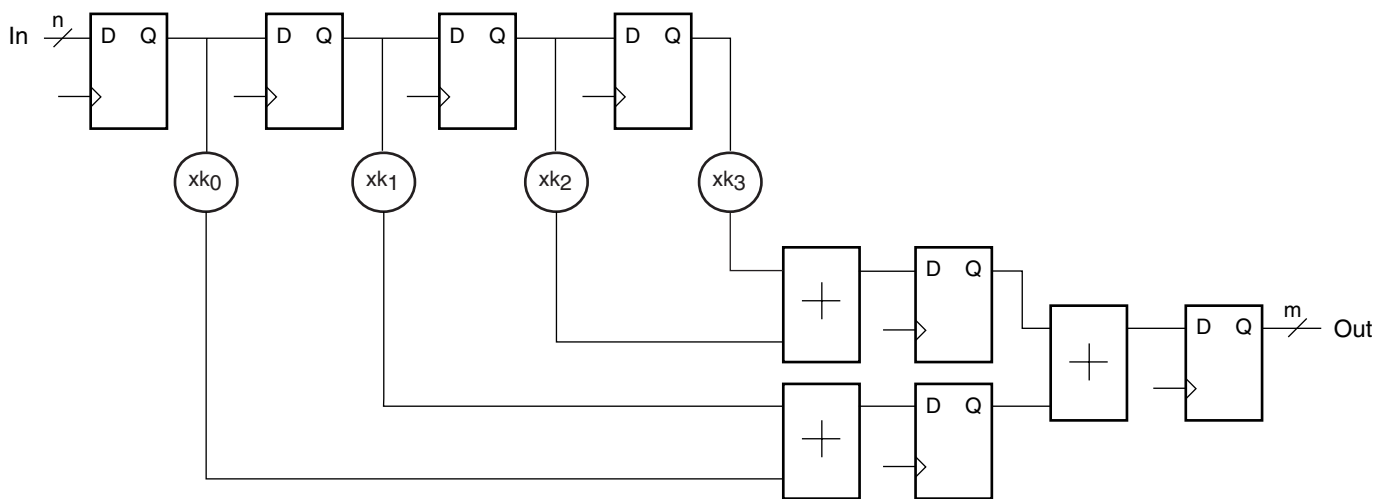 n
In D Q D Q D Q D Q
xk0 xk1 xk2 xk3
D Q
m
D Q Out
D Q